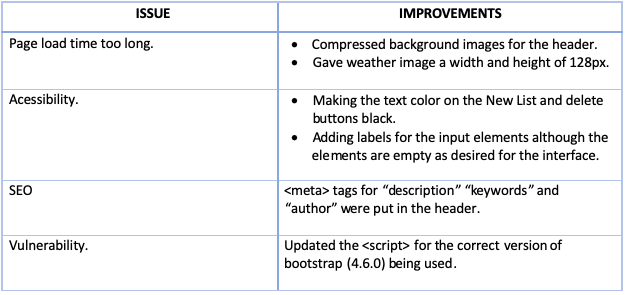 ISSUE IMPROVEMENTS
Page load time too long.
• Compressed background images for the header.
• Gave weather image a width and height of 128px.
Acessibility.
• Making the text color on the New List and delete
buttons black.
• Adding labels for the input elements although the
elements are empty as desired for the interface.
SEO
<meta> tags for “description” “keywords” and
“author” were put in the header.
Vulnerability.
Updated the <script> for the correct version of
bootstrap (4.6.0) being used.